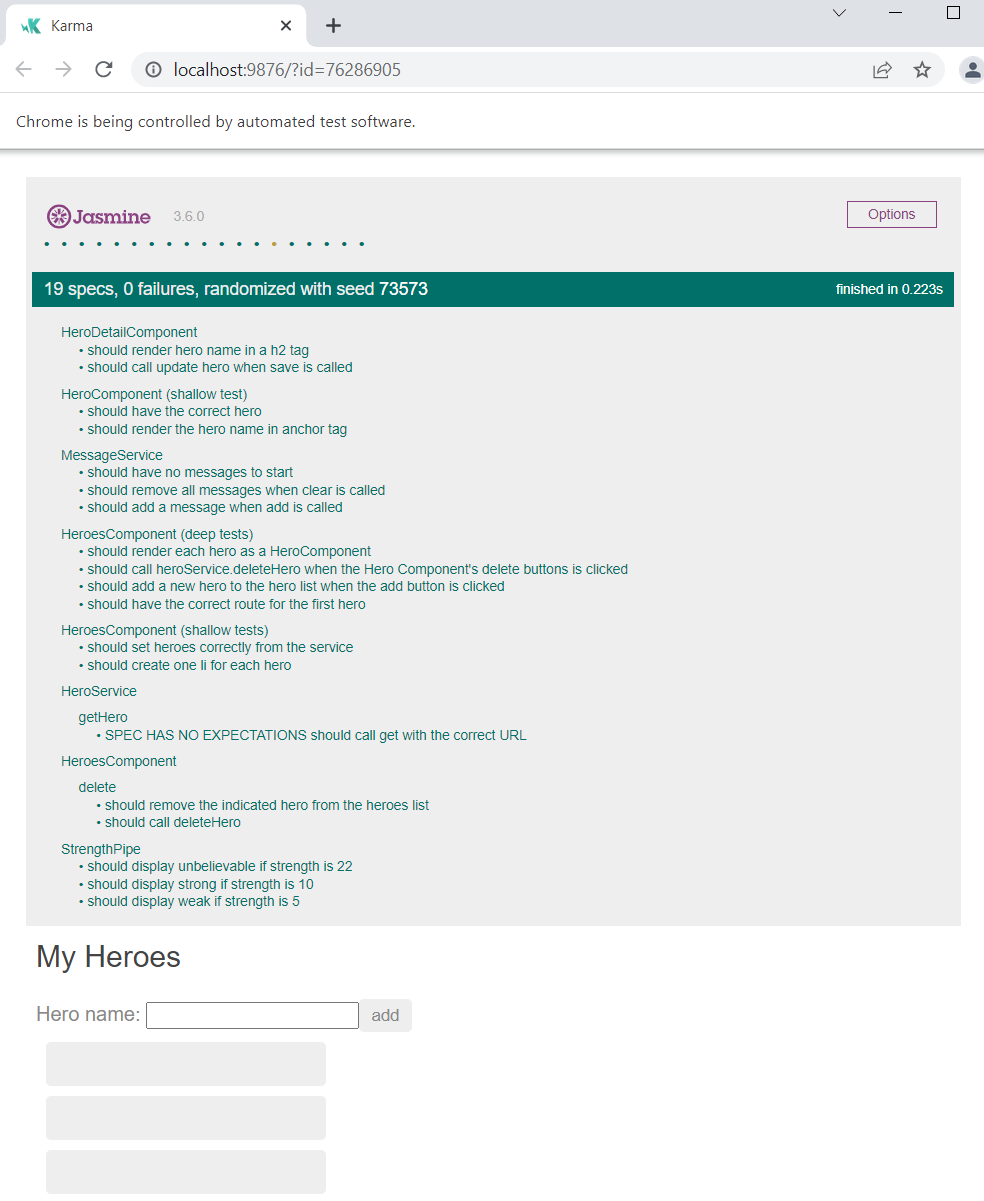 Karma
localhost:9876/?id=76286905
Chrome is being controlled by automated test software.
Jasmine 3.6.0
Options
19 specs, 0 failures, randomized with seed 73573
finished in 0.223s
HeroDetailComponent
• should render hero name in a h2 tag
• should call update hero when save is called
HeroComponent (shallow test)
• should have the correct hero
• should render the hero name in anchor tag
MessageService
• should have no messages to start
• should remove all messages when clear is called
• should add a message when add is called
HeroesComponent (deep tests)
• should render each hero as a HeroComponent
• should call heroService.deleteHero when the Hero Component's delete buttons is clicked
• should add a new hero to the hero list when the add button is clicked
• should have the correct route for the first hero
HeroesComponent (shallow tests)
• should set heroes correctly from the service
• should create one li for each hero
HeroService
getHero
• SPEC HAS NO EXPECTATIONS should call get with the correct URL
HeroesComponent
delete
• should remove the indicated hero from the heroes list
• should call deleteHero
StrengthPipe
• should display unbelievable if strength is 22
• should display strong if strength is 10
• should display weak if strength is 5
My Heroes
Hero name:
add